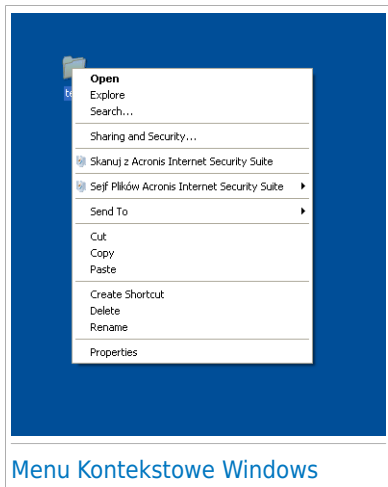 te
Open
Explore
Search...
Sharing and Security...
Skanuj z Acronis Internet Security Suite
Sejf Plików Acronis Internet Security Suite
Send To
Cut
Copy
Paste
Create Shortcut
Delete
Rename
Properties
Menu Kontekstowe Windows